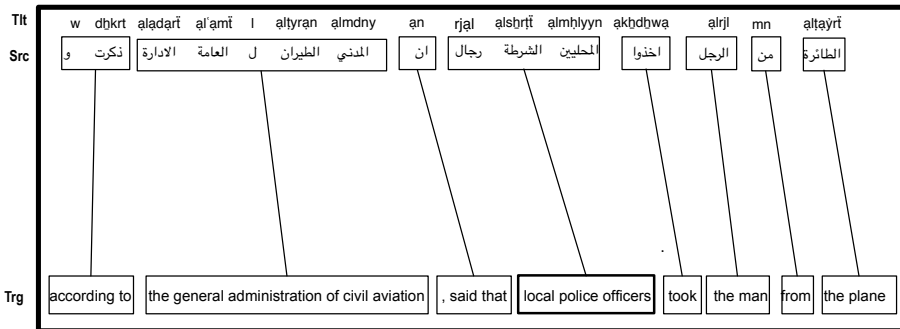 Tlt w dẖkrt ạlạdạrẗ ạlʿạmẗ l ạlṭyrạn ạlmdny ạn rjạl ạlsẖrṭẗ ạlmḥlyyn ạkẖdẖwạ ạlrjl mn ạlṭạỷrẗ
Src و ذكرت الادارة العامة ل الطيران المدني ان رجال الشرطة المحليين اخذوا الرجل من الطائرة
.
Trg according to the general administration of civil aviation , said that local police officers took the man from the plane